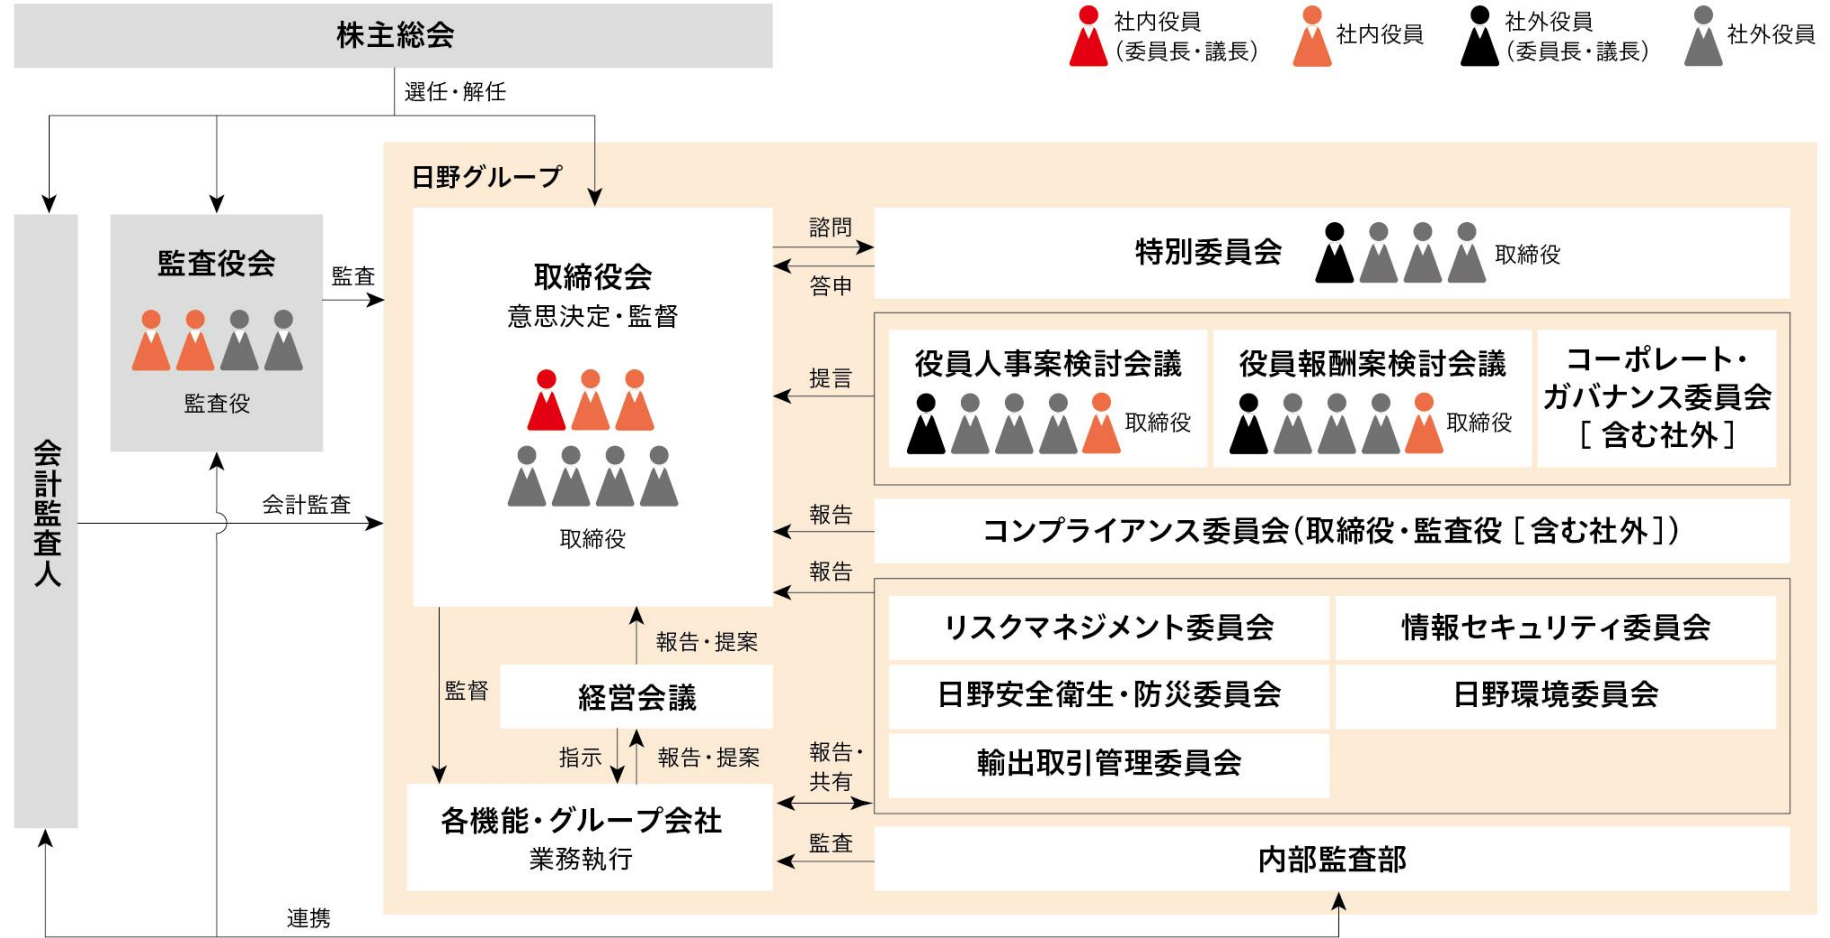 株主総会
社内役員
（委員長・議長）
社内役員
社外役員
（委員長・議長）
社外役員
選任・解任
日野グループ
監査役会
監査役
監査
会計監査人
会計監査
取締役会
意思決定・監督
取締役
諮問
答申
特別委員会
取締役
提言
役員人事案検討会議
取締役
役員報酬案検討会議
取締役
コーポレート・
ガバナンス委員会
［ 含む社外 ］
報告
コンプライアンス委員会（取締役・監査役［ 含む社外 ］）
報告
リスクマネジメント委員会
情報セキュリティ委員会
日野安全衛生・防災委員会
日野環境委員会
輸出取引管理委員会
報告・提案
監督
経営会議
指示
報告・提案
報告・
共有
各機能・グループ会社
業務執行
監査
内部監査部
連携